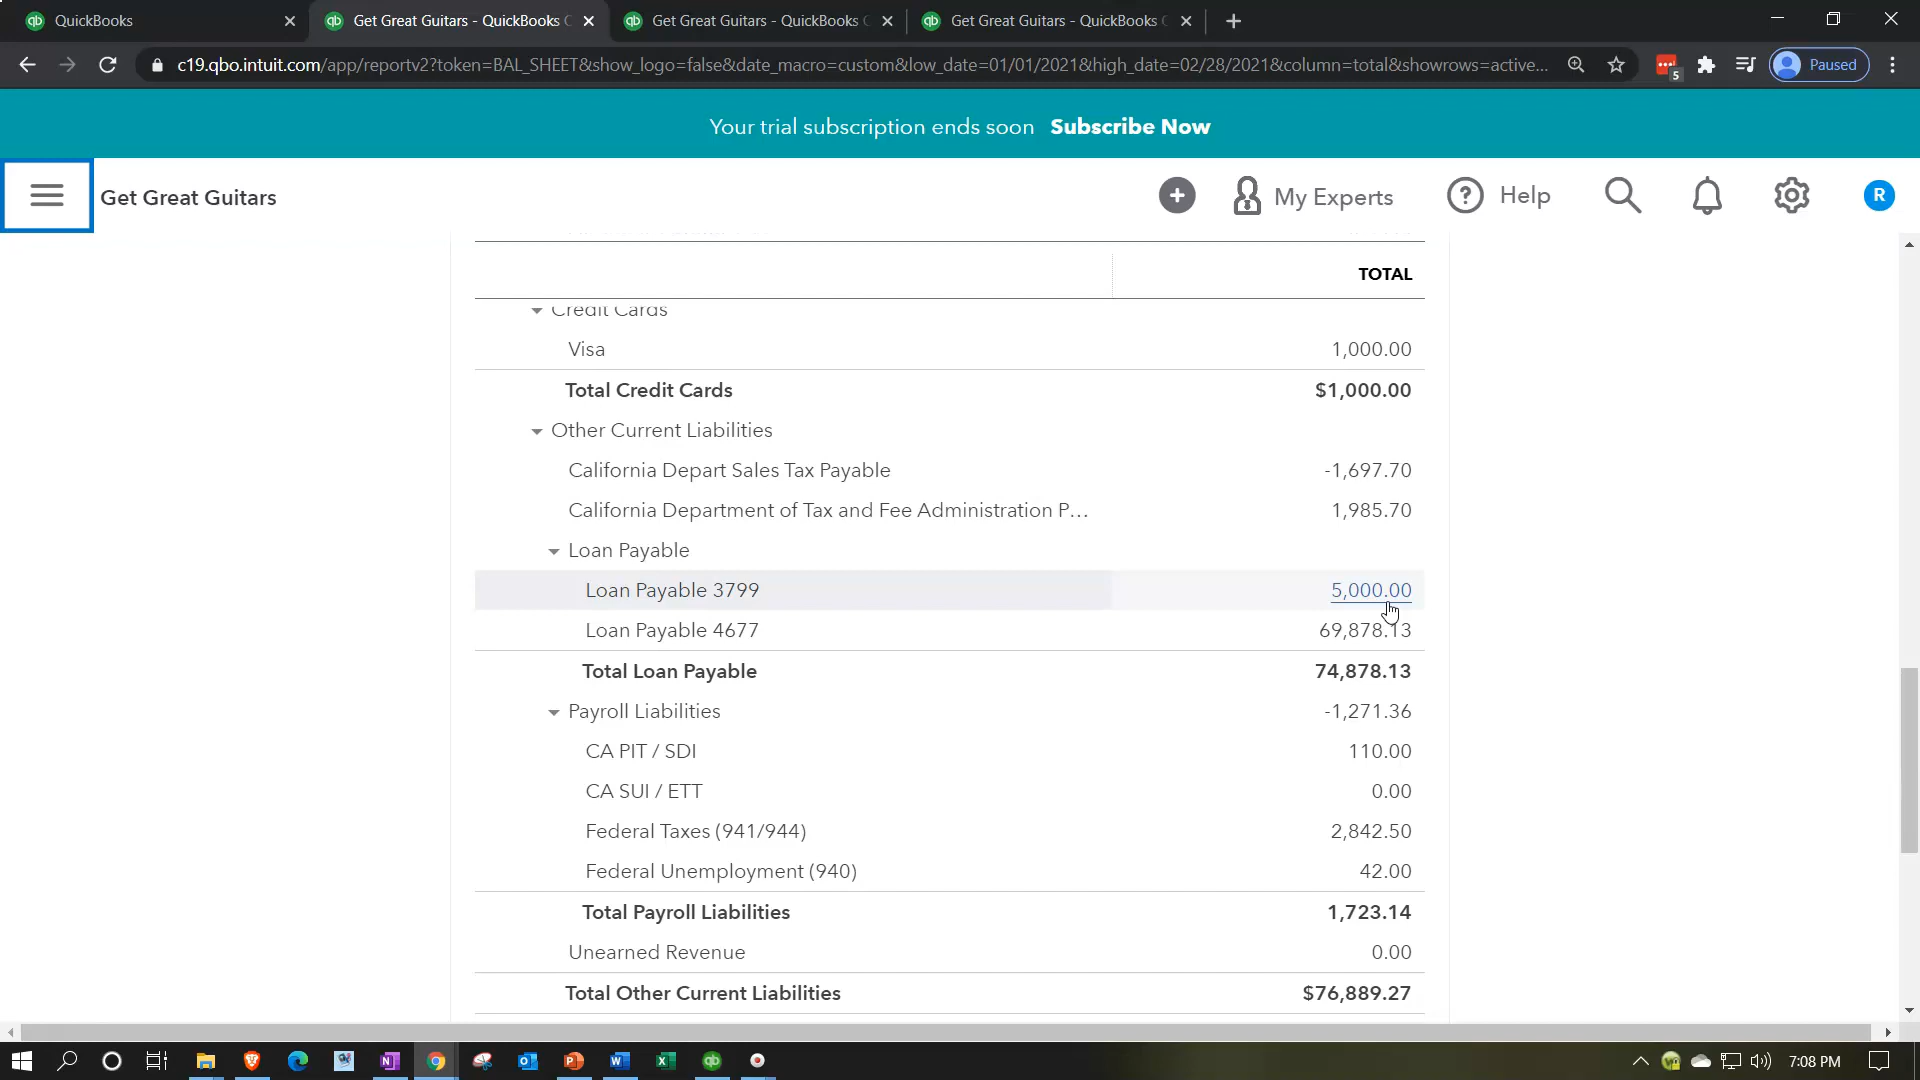 QuickBooks
Get Great Guitars - QuickBooks
Get Great Guitars - QuickBooks
Get Great Guitars - QuickBooks
c19.qbo.intuit.com/app/reportv2?token=BAL_SHEET&show_logo=false&date_macro=custom&low_date=01/01/2021&high_date=02/28/2021&column=total&showrows=active...
5
Paused
Your trial subscription ends soon Subscribe Now
Get Great Guitars
My Experts
Help
R
TOTAL
Credit Cards
Visa 1,000.00
Total Credit Cards $1,000.00
Other Current Liabilities
California Depart Sales Tax Payable -1,697.70
California Department of Tax and Fee Administration P... 1,985.70
Loan Payable
Loan Payable 3799 5,000.00
Loan Payable 4677 69,878.13
Total Loan Payable 74,878.13
Payroll Liabilities -1,271.36
CA PIT / SDI 110.00
CA SUI / ETT 0.00
Federal Taxes (941/944) 2,842.50
Federal Unemployment (940) 42.00
Total Payroll Liabilities 1,723.14
Unearned Revenue 0.00
Total Other Current Liabilities $76,889.27
7:08 PM